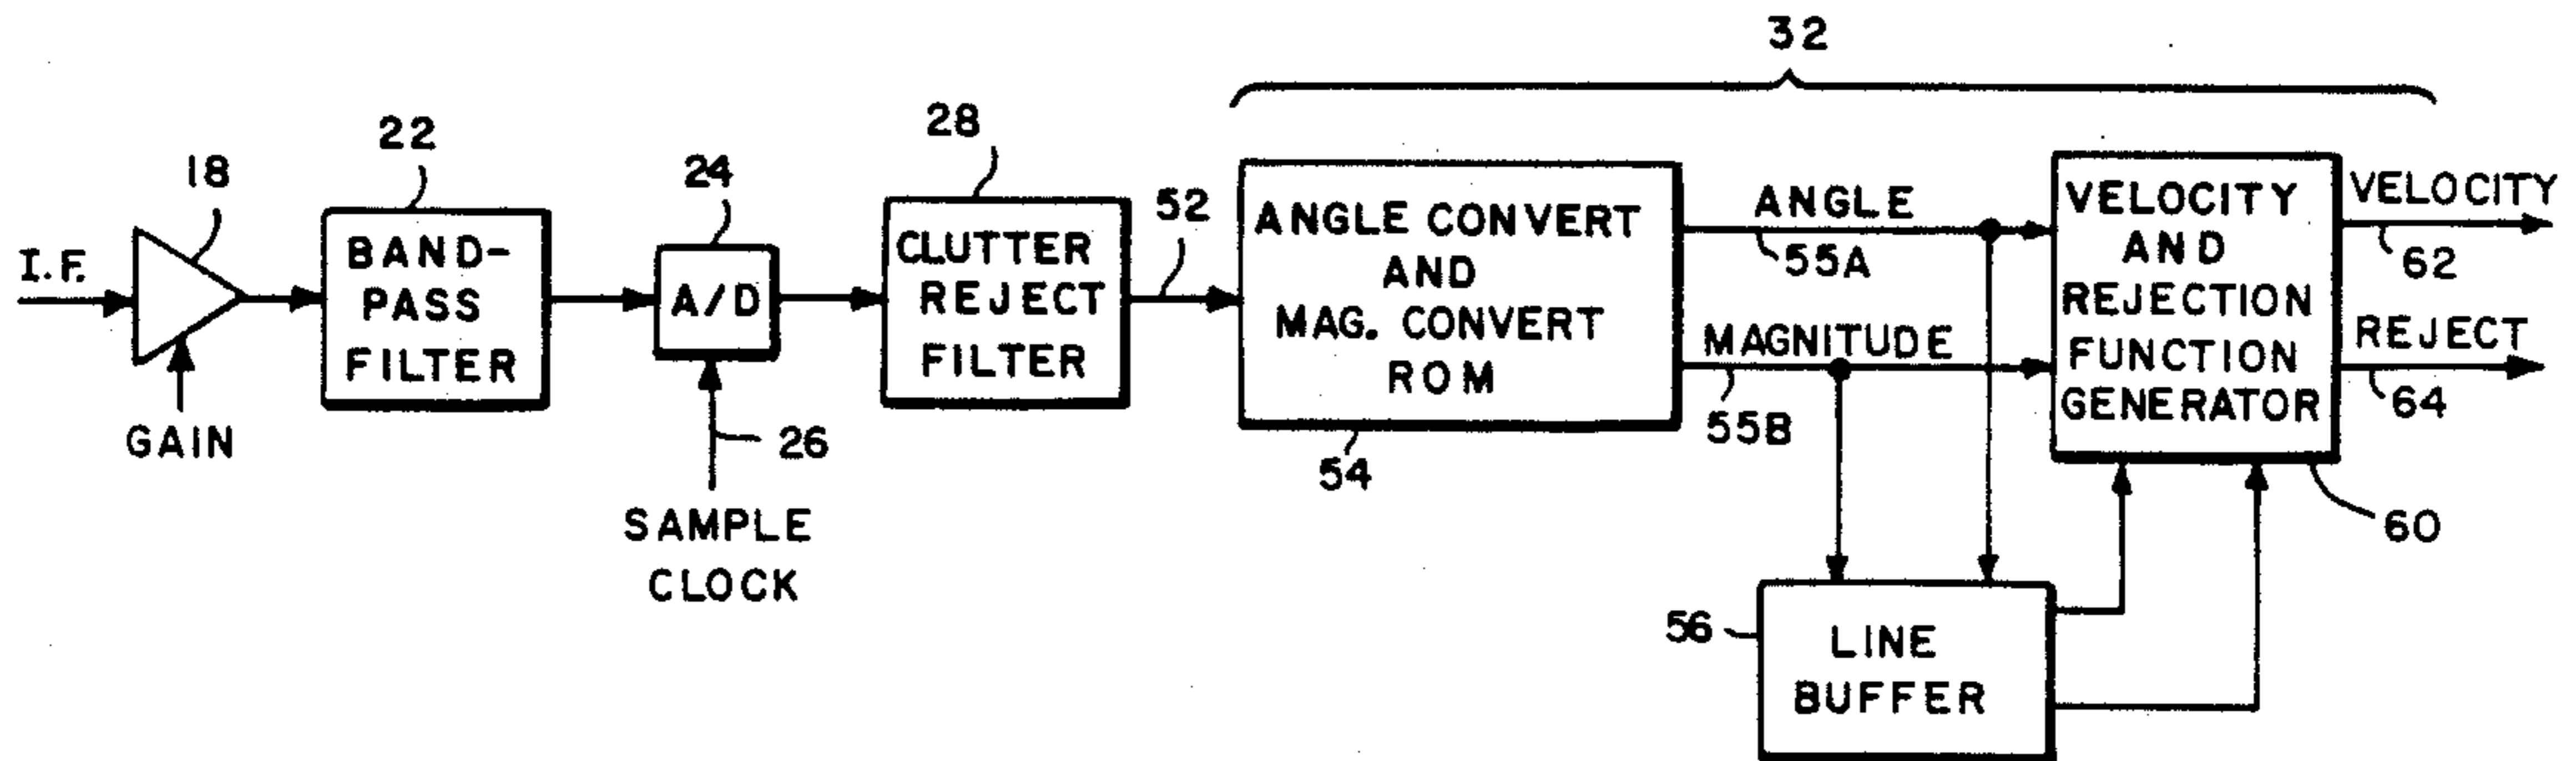 32
18
22
24
28
52
I.F.
GAIN
BAND-
PASS
FILTER
A/D
26
SAMPLE
CLOCK
CLUTTER
REJECT
FILTER
ANGLE CONVERT
AND
MAG. CONVERT
ROM
54
ANGLE
55A
MAGNITUDE
55B
VELOCITY
AND
REJECTION
FUNCTION
GENERATOR
VELOCITY
62
REJECT
64
60
56
LINE
BUFFER